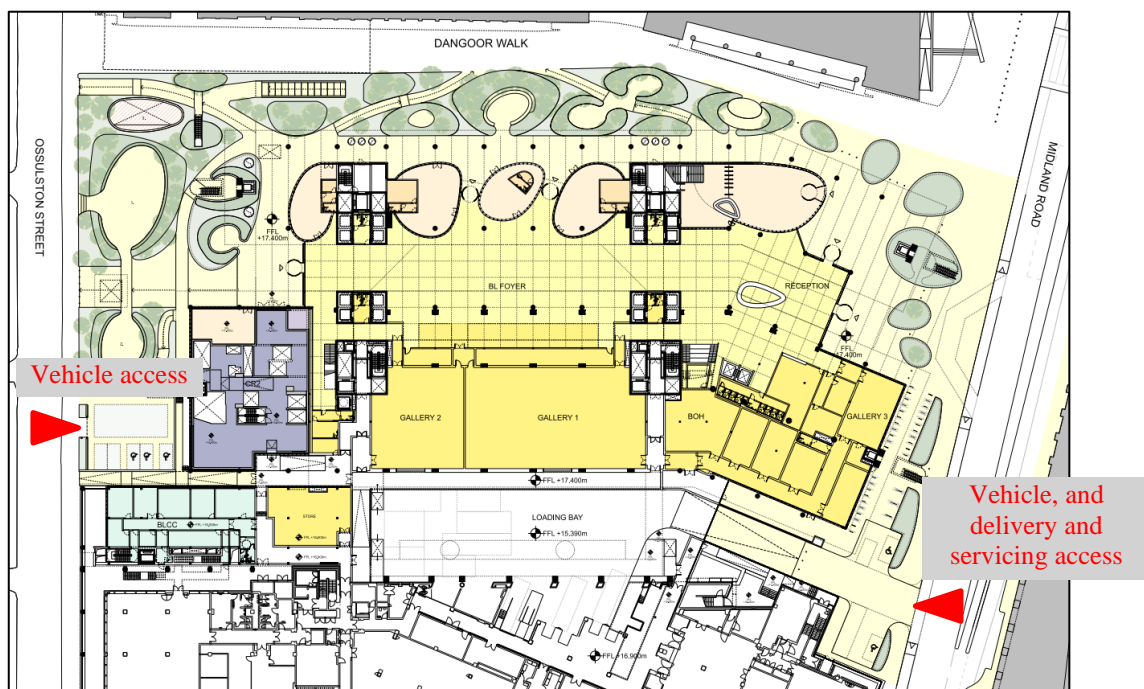 DANGOOR WALK
OSSULSTON STREET
MIDLAND ROAD
FFL
+17.400m
BL FOYER
RECEPTION
FFL
+17.400m
Vehicle access
CR2
GALLERY 2
GALLERY 1
BOH
GALLERY 3
FFL +17.400m
BLCC
STORE
LOADING BAY
FFL +15.390m
Vehicle, and
delivery and
servicing access
FFL +16.900m